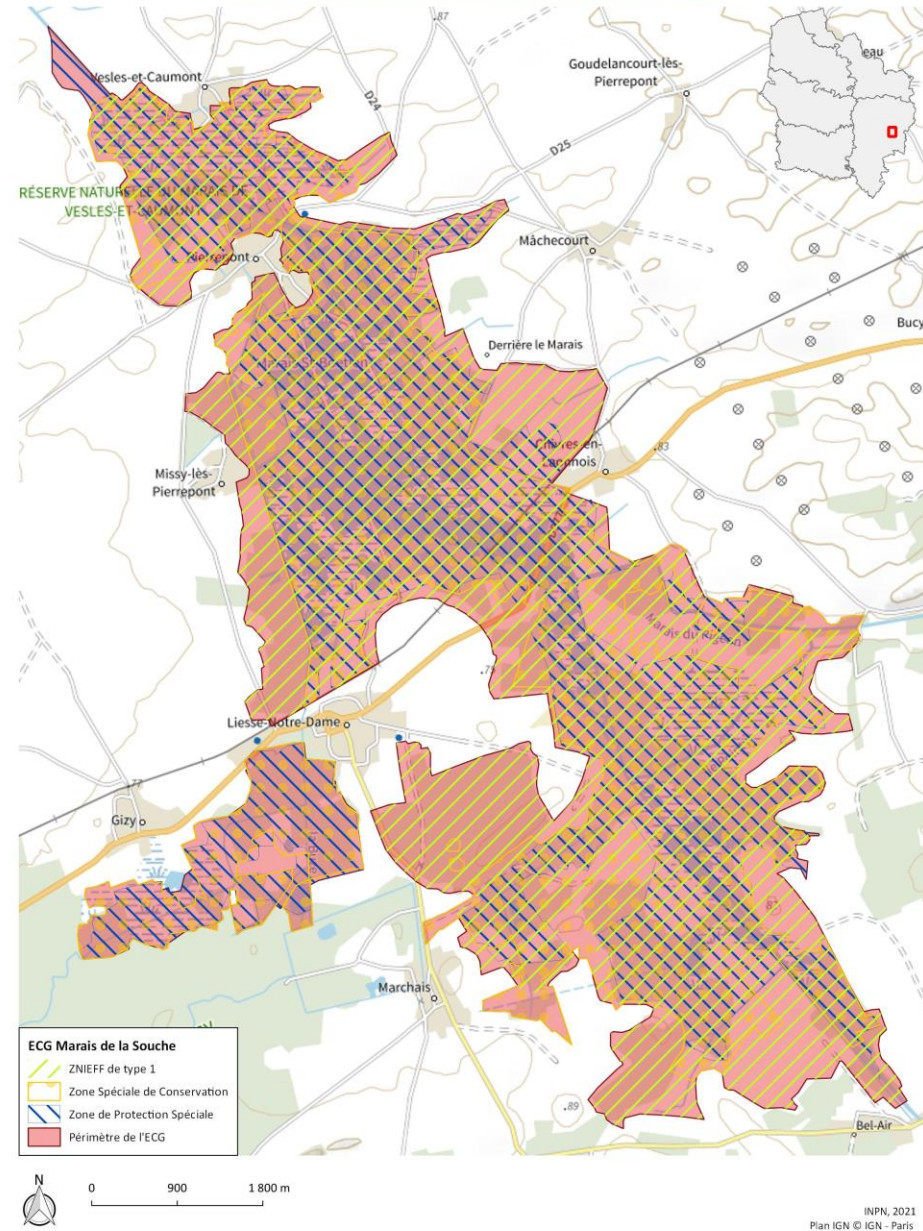 .87
eau
Vesles-et-Caumont
Goudelancourt-lès-
Pierrepont
D24
D25
RÉSERVE NATURELLE DU MARAIS DE
VESLES-ET-CAUMONT
Mâchecourt
Pierrepont
Bucy
Derrière le Marais
Chivres-en-
Laonnois
.83
Missy-lès-
Pierrepont
.75
Liesse-Notre-Dame
77
Gizy
Marchais
.89
Bel-Air
ECG Marais de la Souche
ZNIEFF de type 1
Zone Spéciale de Conservation
Zone de Protection Spéciale
Périmètre de l'ECG
N
0 900 1 800 m
INPN, 2021
Plan IGN © IGN - Paris